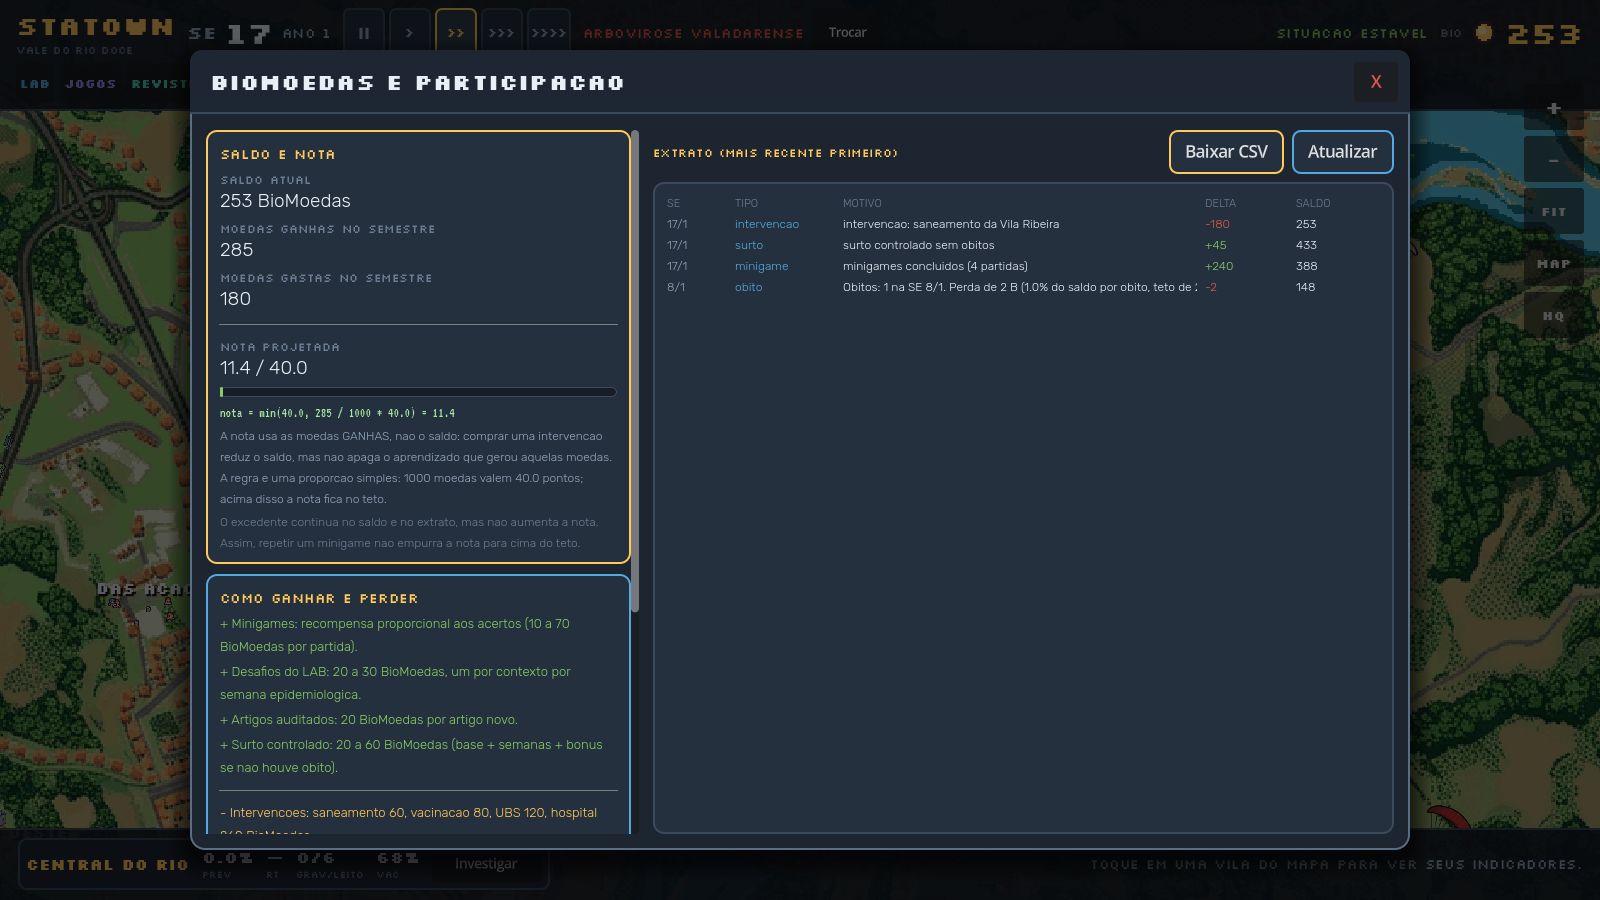 STATOWN
VALE DO RIO DOCE
SE 17 ANO 1
II > >> >>> >>>>
ARBOVIROSE VALADARENSE
Trocar
SITUACAO ESTAVEL
BIO 253
LAB JOGOS REVIST
BIOMOEDAS E PARTICIPACAO
X
SALDO E NOTA
SALDO ATUAL
253 BioMoedas
MOEDAS GANHAS NO SEMESTRE
285
MOEDAS GASTAS NO SEMESTRE
180
NOTA PROJETADA
11.4 / 40.0
nota = min(40.0, 285 / 1000 * 40.0) = 11.4
A nota usa as moedas GANHAS, nao o saldo: comprar uma intervencao
reduz o saldo, mas nao apaga o aprendizado que gerou aquelas moedas.
A regra e uma proporcao simples: 1000 moedas valem 40.0 pontos;
acima disso a nota fica no teto.
O excedente continua no saldo e no extrato, mas nao aumenta a nota.
Assim, repetir um minigame nao empurra a nota para cima do teto.
COMO GANHAR E PERDER
+ Minigames: recompensa proporcional aos acertos (10 a 70
BioMoedas por partida).
+ Desafios do LAB: 20 a 30 BioMoedas, um por contexto por
semana epidemiologica.
+ Artigos auditados: 20 BioMoedas por artigo novo.
+ Surto controlado: 20 a 60 BioMoedas (base + semanas + bonus
se nao houve obito).
- Intervencoes: saneamento 60, vacinacao 80, UBS 120, hospital
EXTRATO (MAIS RECENTE PRIMEIRO)
Baixar CSV
Atualizar
SE TIPO MOTIVO DELTA SALDO
17/1 intervencao intervencao: saneamento da Vila Ribeira -180 253
17/1 surto surto controlado sem obitos +45 433
17/1 minigame minigames concluidos (4 partidas) +240 388
8/1 obito Obitos: 1 na SE 8/1. Perda de 2 B (1.0% do saldo por obito, teto de -2 148
+
-
FIT
MAP
HQ
DAS ACAC
CENTRAL DO RIO
0.0% — 0/6 68%
PREV RT GRAV/LEITO VAC
Investigar
TOQUE EM UMA VILA DO MAPA PARA VER SEUS INDICADORES.